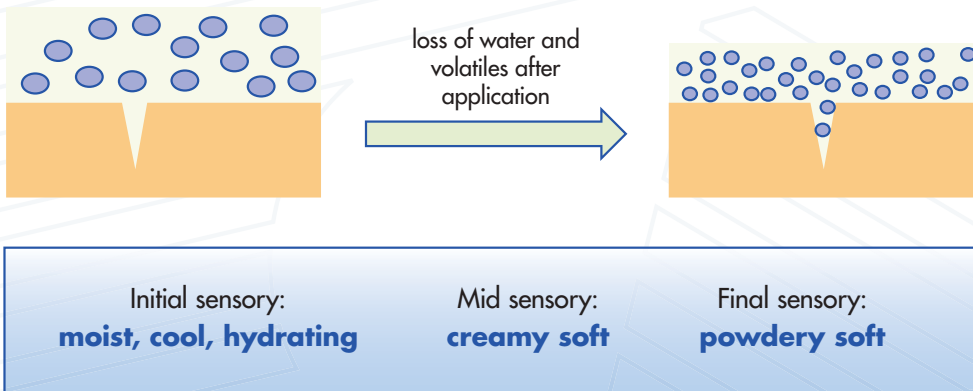 loss of water and
volatiles after
application
Initial sensory:
moist, cool, hydrating
Mid sensory:
creamy soft
Final sensory:
powdery soft